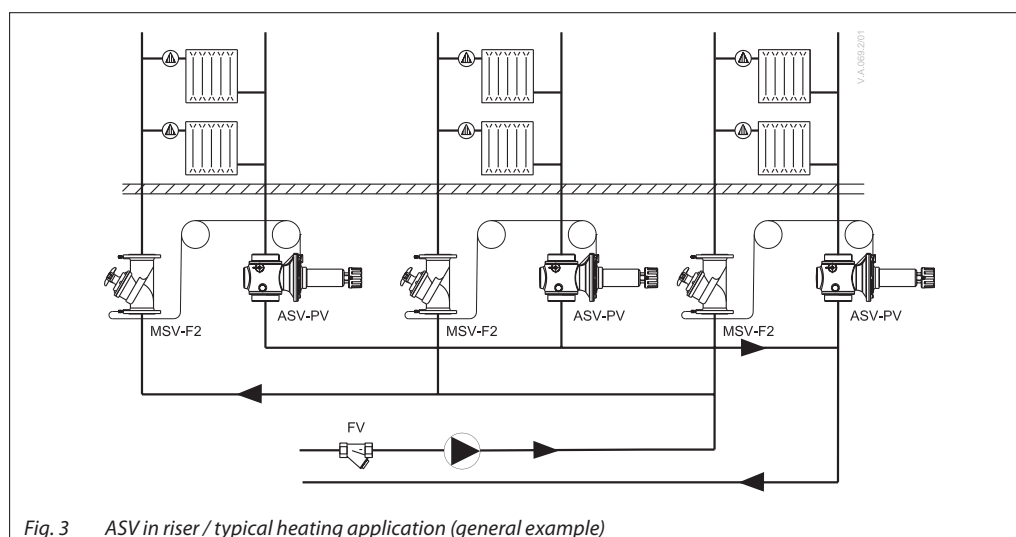 V.A.069.2/01
MSV-F2
ASV-PV
MSV-F2
ASV-PV
MSV-F2
ASV-PV
FV
Fig. 3 ASV in riser / typical heating application (general example)